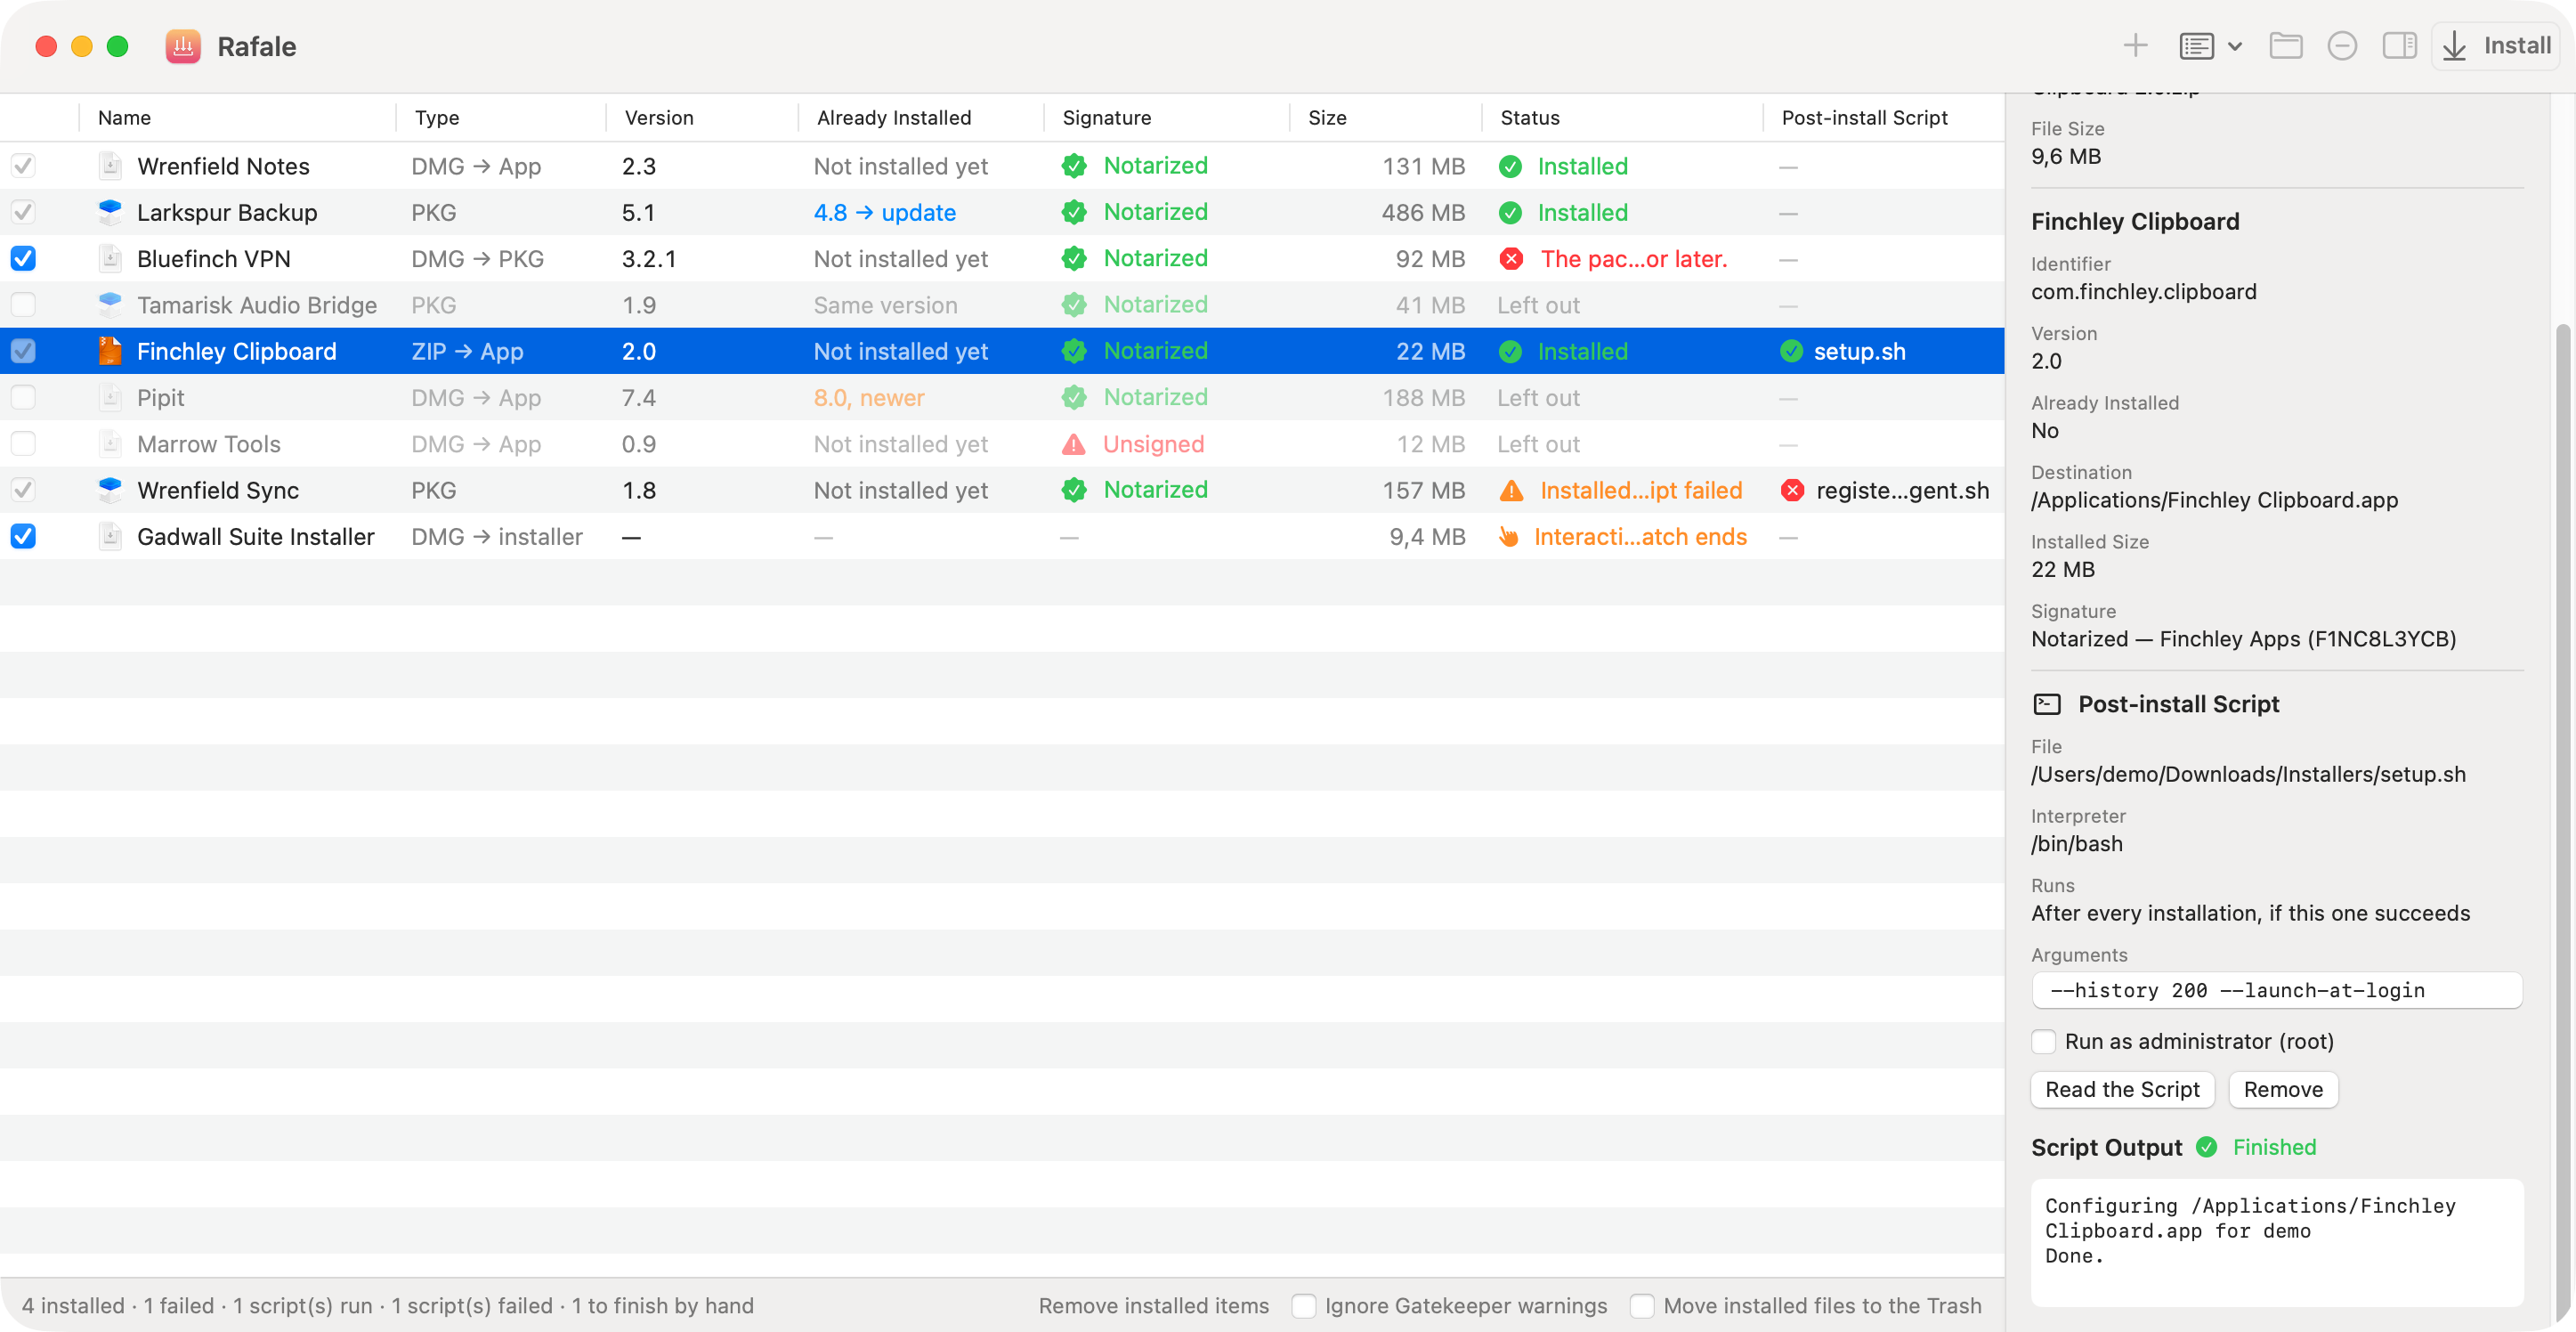 Rafale
Install
Name Type Version Already Installed Signature Size Status Post-install Script
Wrenfield Notes DMG → App 2.3 Not installed yet Notarized 131 MB Installed —
Larkspur Backup PKG 5.1 4.8 → update Notarized 486 MB Installed —
Bluefinch VPN DMG → PKG 3.2.1 Not installed yet Notarized 92 MB The pac...or later. —
Tamarisk Audio Bridge PKG 1.9 Same version Notarized 41 MB Left out —
Finchley Clipboard ZIP → App 2.0 Not installed yet Notarized 22 MB Installed setup.sh
Pipit DMG → App 7.4 8.0, newer Notarized 188 MB Left out —
Marrow Tools DMG → App 0.9 Not installed yet Unsigned 12 MB Left out —
Wrenfield Sync PKG 1.8 Not installed yet Notarized 157 MB Installed...ipt failed registe...gent.sh
Gadwall Suite Installer DMG → installer — — — 9,4 MB Interacti...atch ends —
4 installed · 1 failed · 1 script(s) run · 1 script(s) failed · 1 to finish by hand
Remove installed items Ignore Gatekeeper warnings Move installed files to the Trash
File Size
9,6 MB
Finchley Clipboard
Identifier
com.finchley.clipboard
Version
2.0
Already Installed
No
Destination
/Applications/Finchley Clipboard.app
Installed Size
22 MB
Signature
Notarized — Finchley Apps (F1NC8L3YCB)
Post-install Script
File
/Users/demo/Downloads/Installers/setup.sh
Interpreter
/bin/bash
Runs
After every installation, if this one succeeds
Arguments
--history 200 --launch-at-login
Run as administrator (root)
Read the Script Remove
Script Output Finished
Configuring /Applications/Finchley
Clipboard.app for demo
Done.